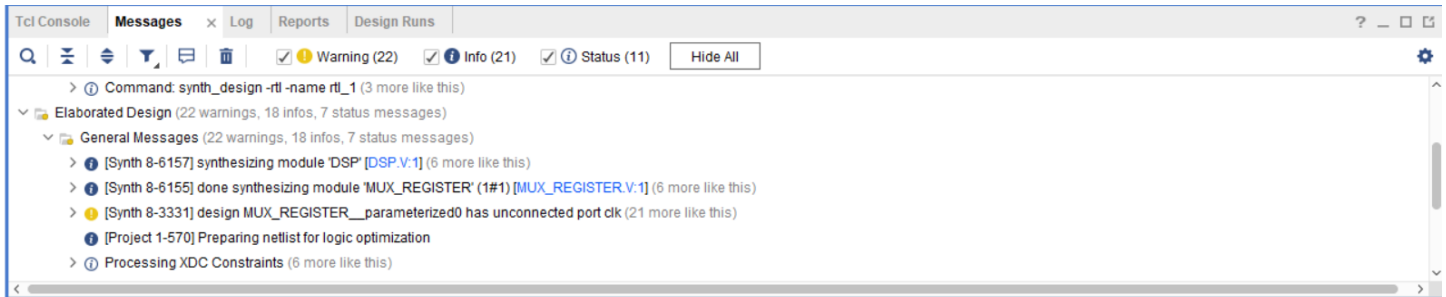 Tcl Console Messages × Log Reports Design Runs ? _
Warning (22) Info (21) Status (11) Hide All
> Command: synth_design -rtl -name rtl_1 (3 more like this)
Elaborated Design (22 warnings, 18 infos, 7 status messages)
General Messages (22 warnings, 18 infos, 7 status messages)
> [Synth 8-6157] synthesizing module 'DSP' [DSP.V:1] (6 more like this)
> [Synth 8-6155] done synthesizing module 'MUX_REGISTER' (1#1) [MUX_REGISTER.V:1] (6 more like this)
> [Synth 8-3331] design MUX_REGISTER__parameterized0 has unconnected port clk (21 more like this)
[Project 1-570] Preparing netlist for logic optimization
> Processing XDC Constraints (6 more like this)